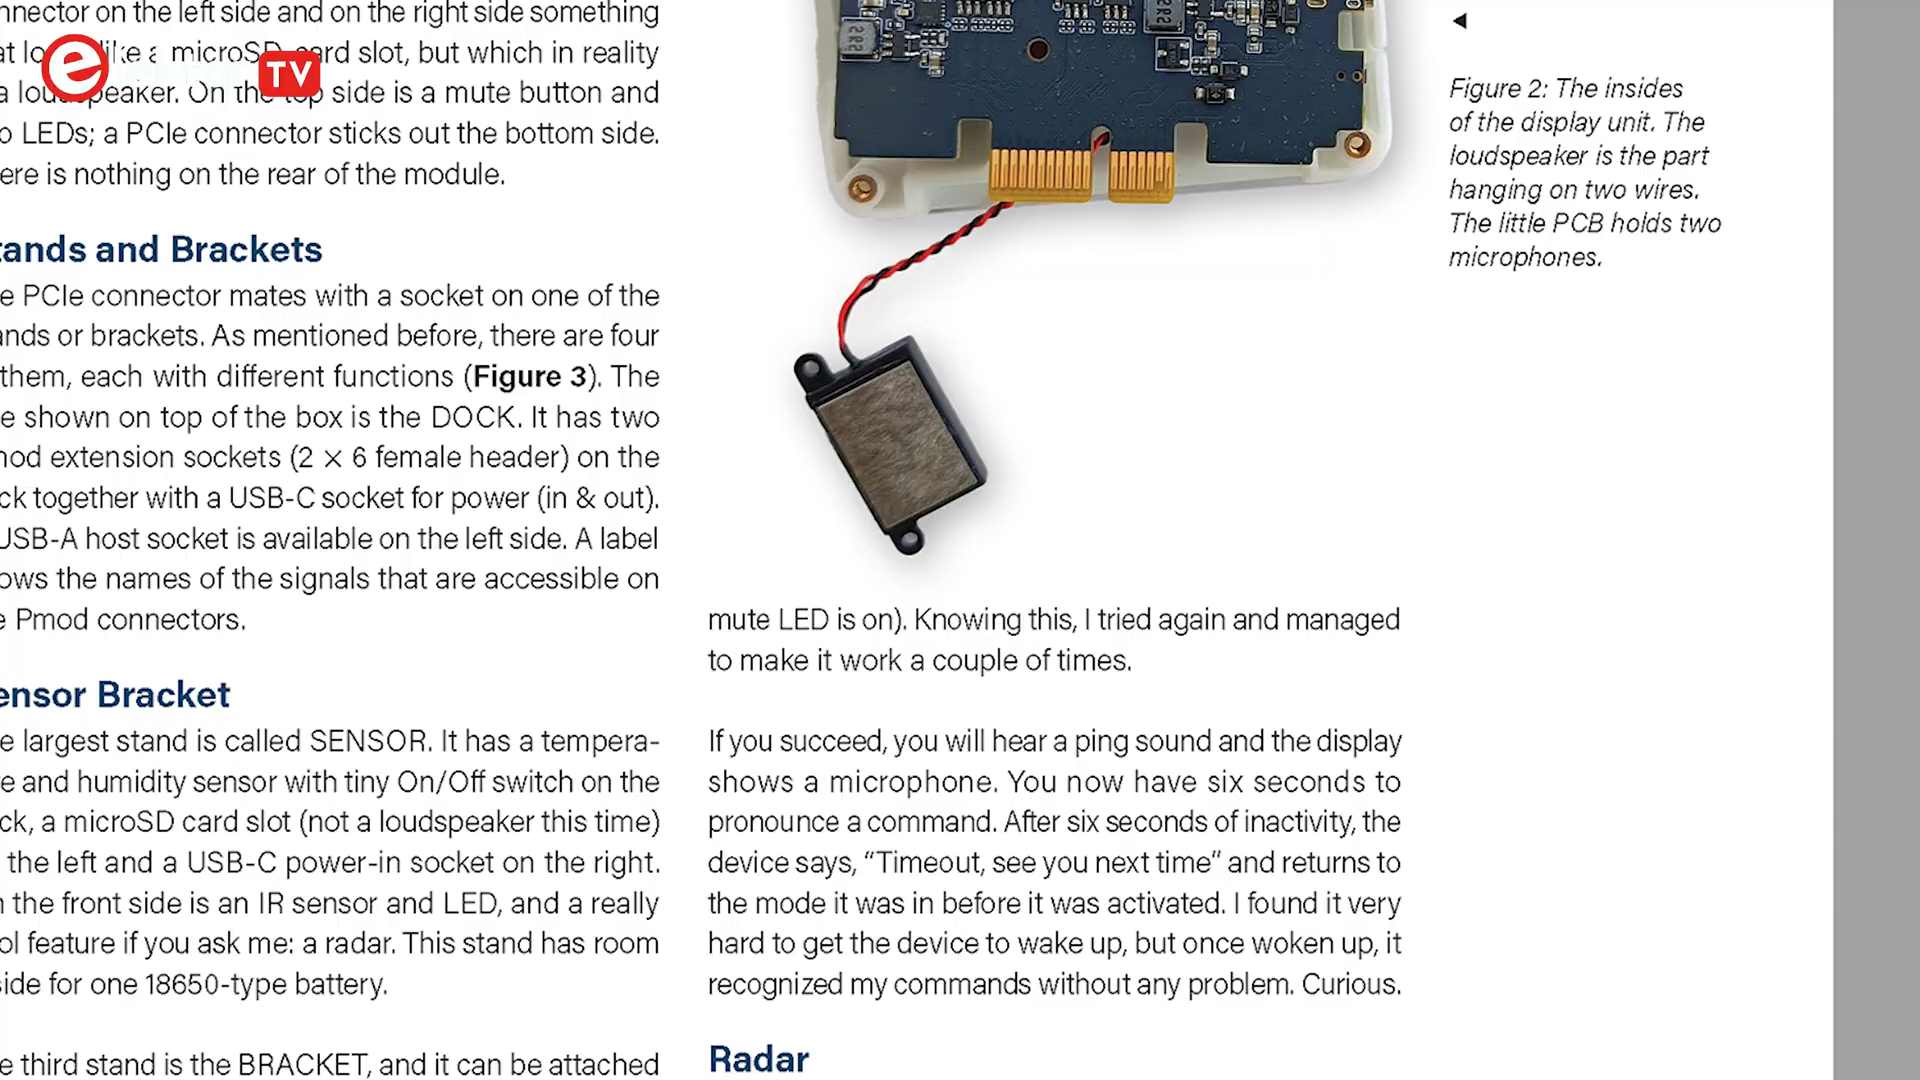 nnector on the left side and on the right side something
at lo like a microSD card slot, but which in reality
a loudspeaker. On the top side is a mute button and
o LEDs; a PCIe connector sticks out the bottom side.
ere is nothing on the rear of the module.
tands and Brackets
e PCIe connector mates with a socket on one of the
ands or brackets. As mentioned before, there are four
them, each with different functions (Figure 3). The
e shown on top of the box is the DOCK. It has two
nod extension sockets (2 × 6 female header) on the
ck together with a USB-C socket for power (in & out).
USB-A host socket is available on the left side. A label
ows the names of the signals that are accessible on
e Pmod connectors.
ensor Bracket
e largest stand is called SENSOR. It has a tempera-
e and humidity sensor with tiny On/Off switch on the
ck, a microSD card slot (not a loudspeaker this time)
the left and a USB-C power-in socket on the right.
n the front side is an IR sensor and LED, and a really
ol feature if you ask me: a radar. This stand has room
side for one 18650-type battery.
e third stand is the BRACKET, and it can be attached
e TV
2R5
2R5
mute LED is on). Knowing this, I tried again and managed
to make it work a couple of times.
If you succeed, you will hear a ping sound and the display
shows a microphone. You now have six seconds to
pronounce a command. After six seconds of inactivity, the
device says, “Timeout, see you next time” and returns to
the mode it was in before it was activated. I found it very
hard to get the device to wake up, but once woken up, it
recognized my commands without any problem. Curious.
Radar
Figure 2: The insides
of the display unit. The
loudspeaker is the part
hanging on two wires.
The little PCB holds two
microphones.